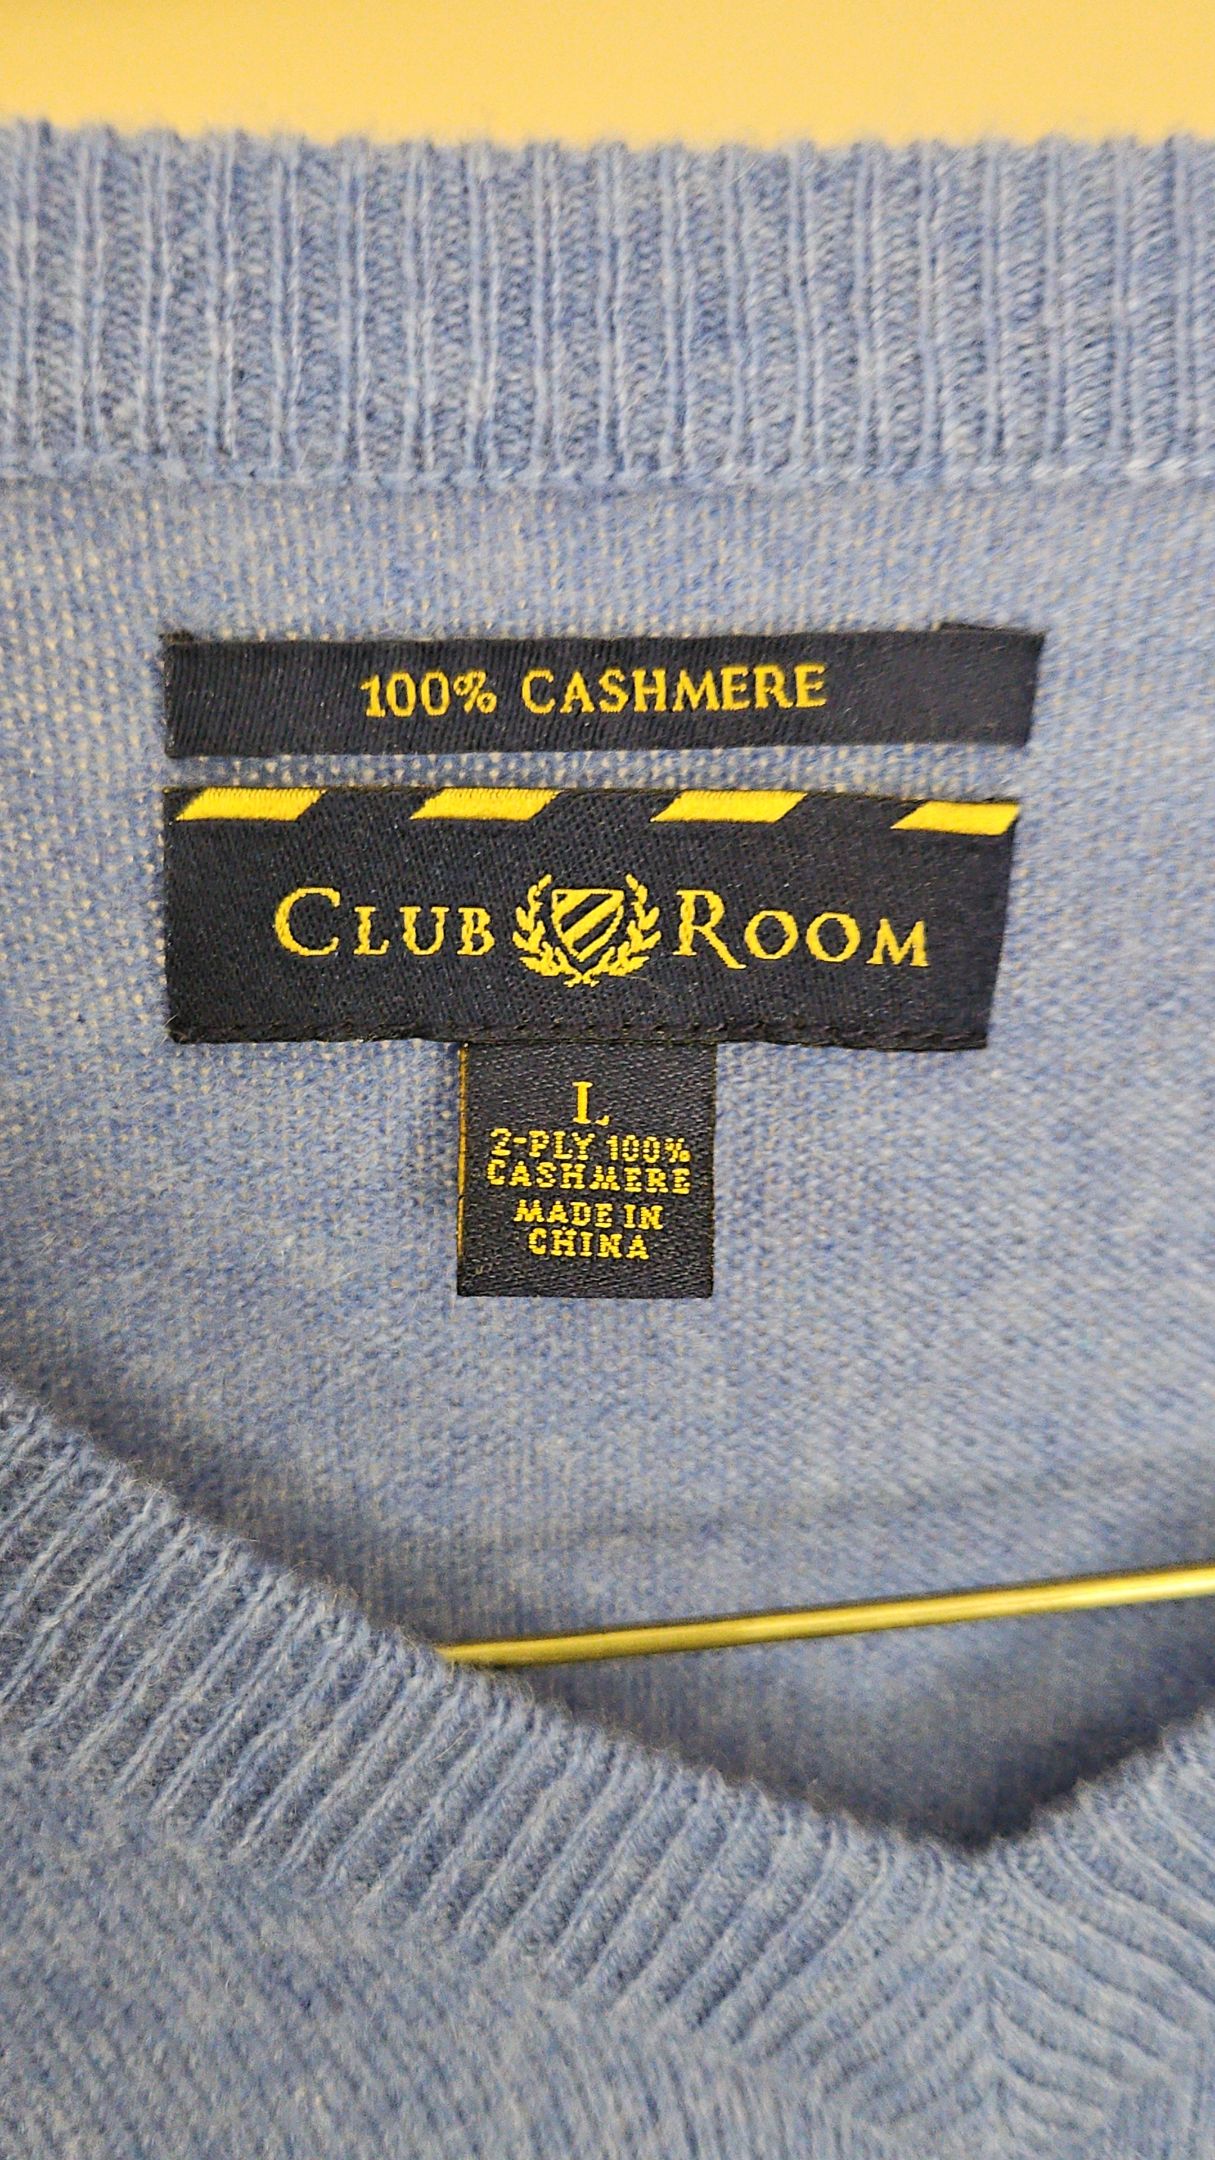 100% CASHMERE
CLUB ROOM
L
2-PLY 100%
CASHMERE
MADE IN
CHINA